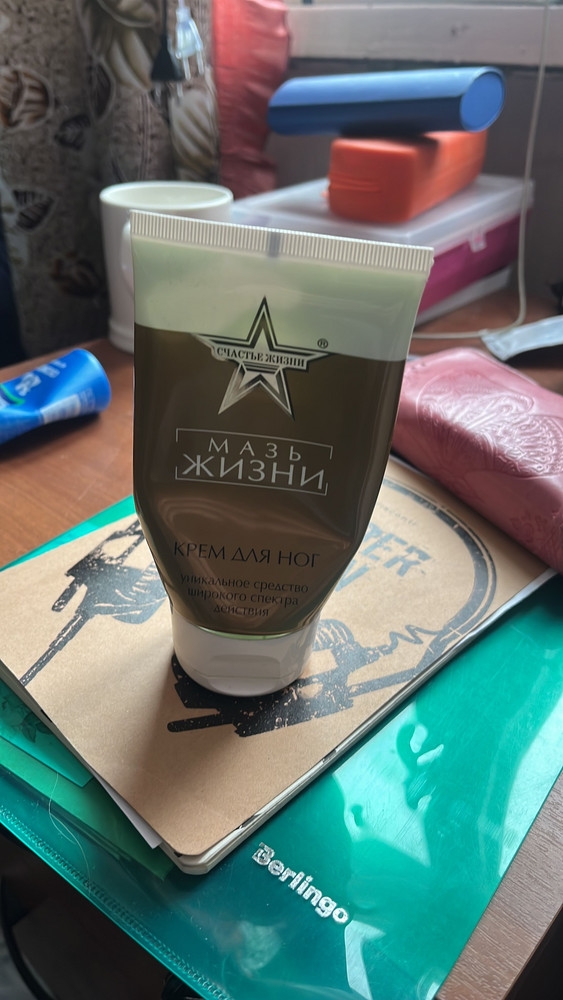 СЧАСТЬЕ ЖИЗНИ ®
МАЗЬ
ЖИЗНИ
КРЕМ ДЛЯ НОГ
уникальное средство
широкого спектра
действия
Berlingo